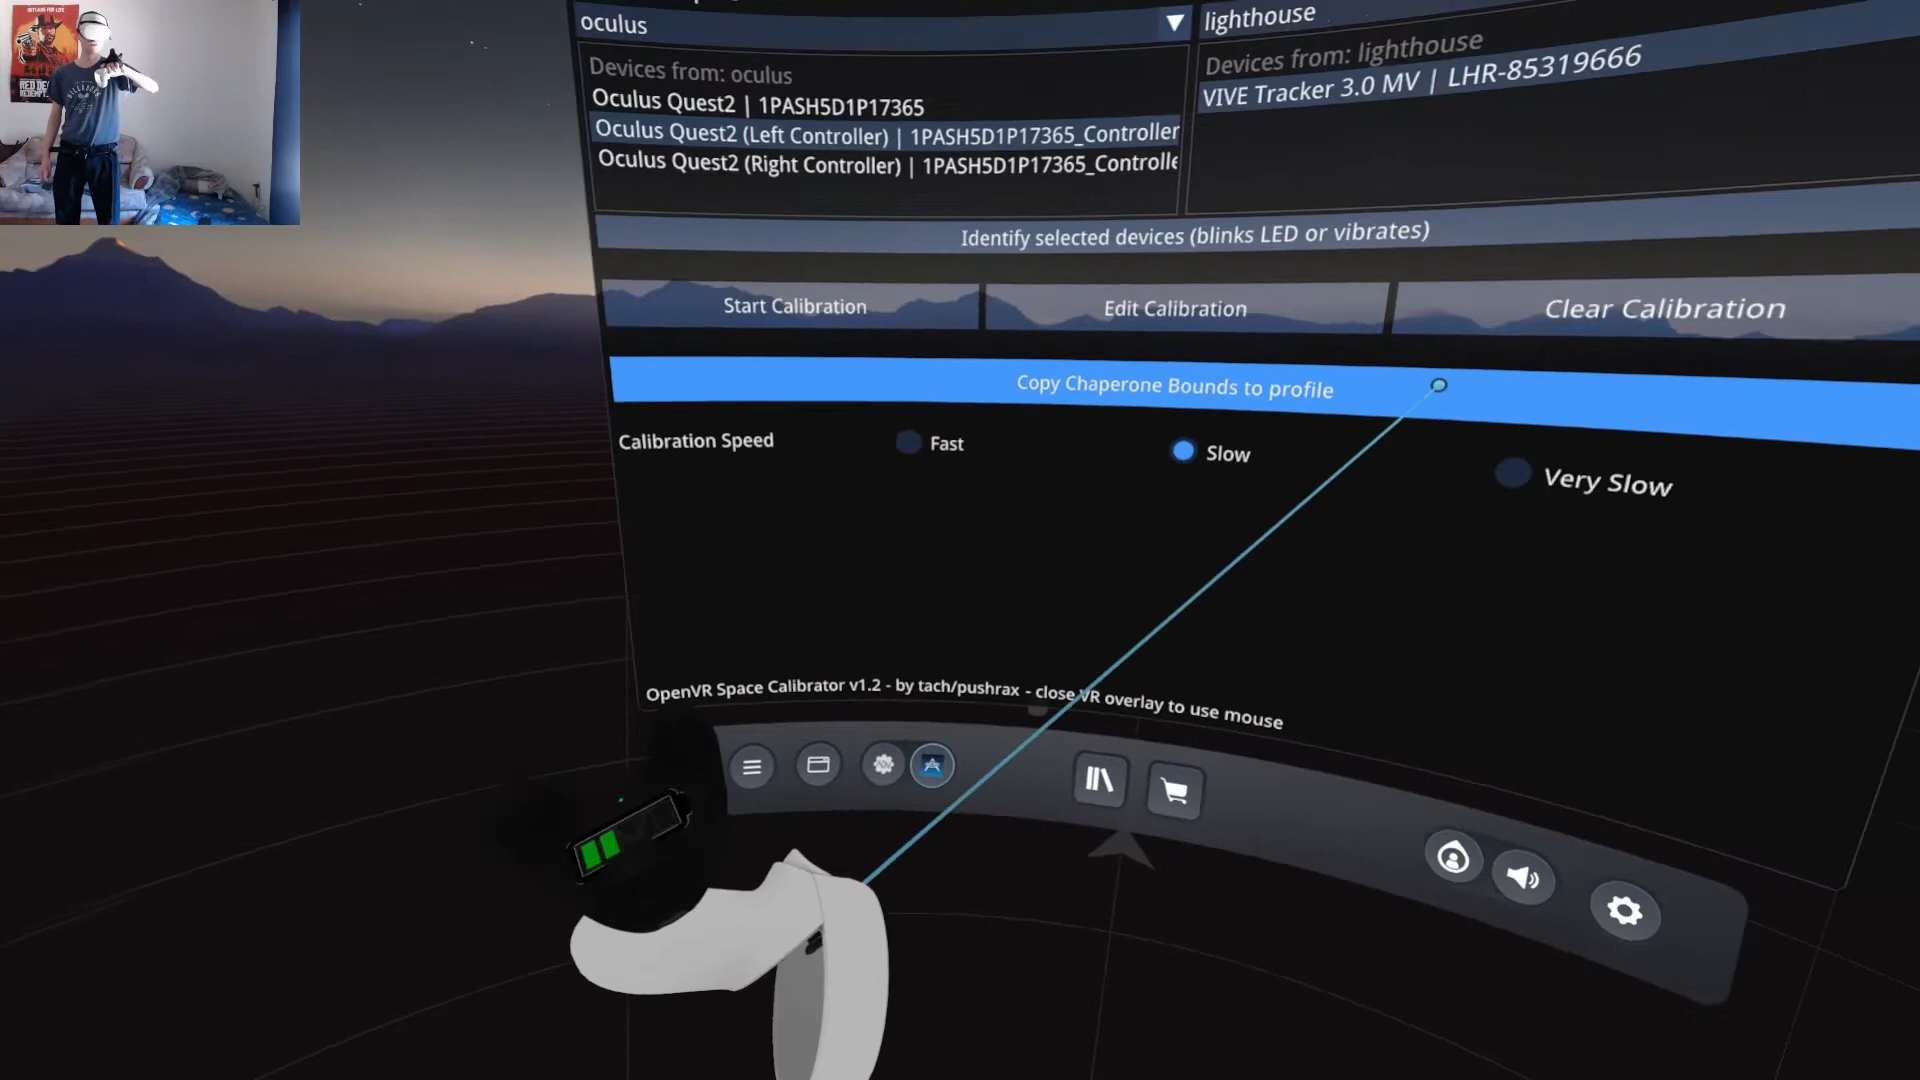 oculus
lighthouse
Devices from: oculus
Devices from: lighthouse
Oculus Quest2 | 1PASH5D1P17365
VIVE Tracker 3.0 MV | LHR-85319666
Oculus Quest2 (Left Controller) | 1PASH5D1P17365_Controller
Oculus Quest2 (Right Controller) | 1PASH5D1P17365_Controlle
Identify selected devices (blinks LED or vibrates)
Start Calibration
Edit Calibration
Clear Calibration
Copy Chaperone Bounds to profile
Calibration Speed
Fast
Slow
Very Slow
OpenVR Space Calibrator v1.2 - by tach/pushrax - close VR overlay to use mouse